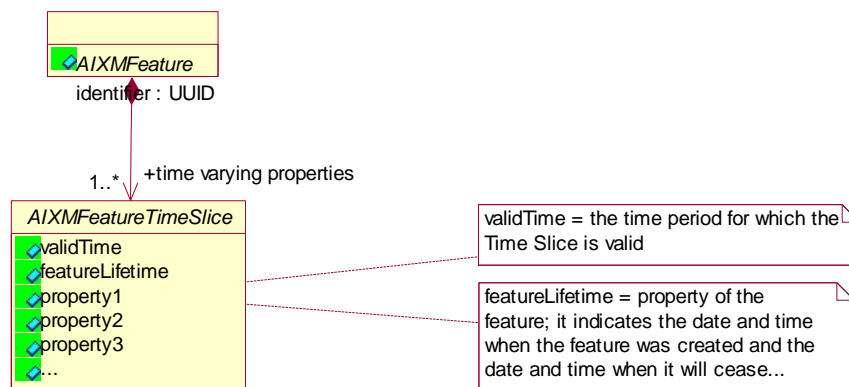 AIXMFeature
identifier : UUID
1..*
+time varying properties
AIXMFeatureTimeSlice
validTime
featureLifetime
property1
property2
property3
...
validTime = the time period for which the
Time Slice is valid
featureLifetime = property of the
feature; it indicates the date and time
when the feature was created and the
date and time when it will cease...